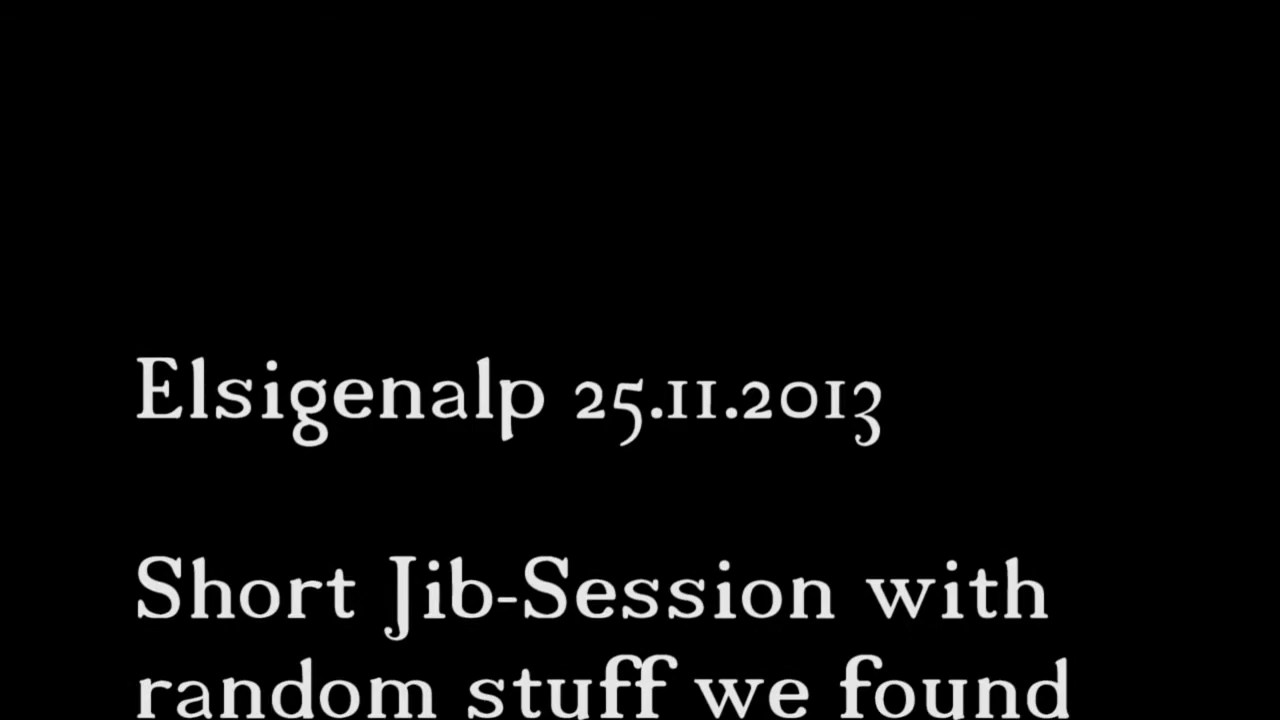 Elsigenalp 25.11.2013
Short Jib-Session with
random stuff we found